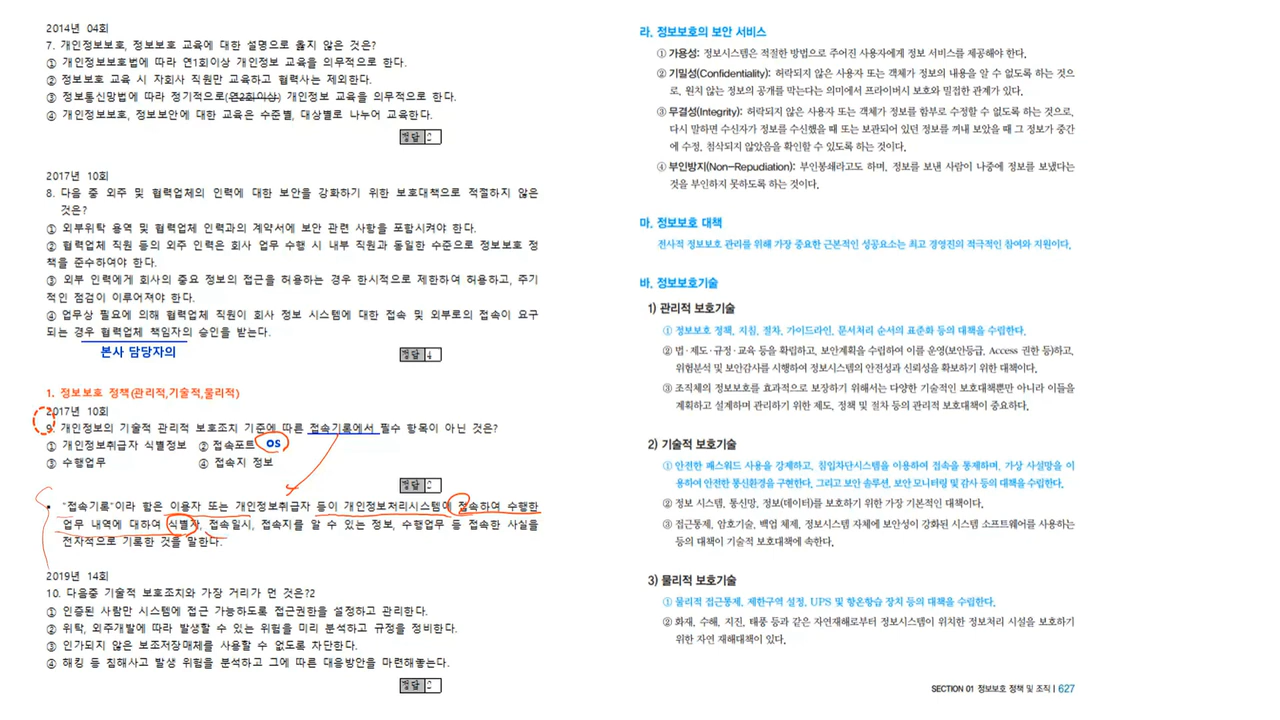 2014년 04회
7. 개인정보보호, 정보보호 교육에 대한 설명으로 옳지 않은 것은?
① 개인정보보호법에 따라 연1회이상 개인정보 교육을 의무적으로 한다.
② 정보보호 교육 시 자회사 직원만 교육하고 협력사는 제외한다.
③ 정보통신망법에 따라 정기적으로(연2회이상) 개인정보 교육을 의무적으로 한다.
④ 개인정보보호, 정보보안에 대한 교육은 수준별, 대상별로 나누어 교육한다.
정답 2
2017년 10회
8. 다음 중 외주 및 협력업체의 인력에 대한 보안을 강화하기 위한 보호대책으로 적절하지 않은
것은?
① 외부위탁 용역 및 협력업체 인력과의 계약서에 보안 관련 사항을 포함시켜야 한다.
② 협력업체 직원 등의 외주 인력은 회사 업무 수행 시 내부 직원과 동일한 수준으로 정보보호 정
책을 준수하여야 한다.
③ 외부 인력에게 회사의 중요 정보의 접근을 허용하는 경우 한시적으로 제한하여 허용하고, 주기
적인 점검이 이루어져야 한다.
④ 업무상 필요에 의해 협력업체 직원이 회사 정보 시스템에 대한 접속 및 외부로의 접속이 요구
되는 경우 협력업체 책임자의 승인을 받는다.
본사 담당자의
정답 4
1. 정보보호 정책(관리적,기술적,물리적)
2017년 10회
9. 개인정보의 기술적 관리적 보호조치 기준에 따른 접속기록에서 필수 항목이 아닌 것은?
① 개인정보취급자 식별정보 ② 접속포트 OS
③ 수행업무 ④ 접속지 정보
정답 2
• "접속기록"이라 함은 이용자 또는 개인정보취급자 등이 개인정보처리시스템에 접속하여 수행한
업무 내역에 대하여 식별자, 접속일시, 접속지를 알 수 있는 정보, 수행업무 등 접속한 사실을
전자적으로 기록한 것을 말한다.
2019년 14회
10. 다음중 기술적 보호조치와 가장 거리가 먼 것은?2
① 인증된 사람만 시스템에 접근 가능하도록 접근권한을 설정하고 관리한다.
② 위탁, 외주개발에 따라 발생할 수 있는 위험을 미리 분석하고 규정을 정비한다.
③ 인가되지 않은 보조저장매체를 사용할 수 없도록 차단한다.
④ 해킹 등 침해사고 발생 위험을 분석하고 그에 따른 대응방안을 마련해놓는다.
정답 2
라. 정보보호의 보안 서비스
① 가용성: 정보시스템은 적절한 방법으로 주어진 사용자에게 정보 서비스를 제공해야 한다.
② 기밀성(Confidentiality): 허락되지 않은 사용자 또는 객체가 정보의 내용을 알 수 없도록 하는 것으
로, 원치 않는 정보의 공개를 막는다는 의미에서 프라이버시 보호와 밀접한 관계가 있다.
③ 무결성(Integrity): 허락되지 않은 사용자 또는 객체가 정보를 함부로 수정할 수 없도록 하는 것으로,
다시 말하면 수신자가 정보를 수신했을 때 또는 보관되어 있던 정보를 꺼내 보았을 때 그 정보가 중간
에 수정, 첨삭되지 않았음을 확인할 수 있도록 하는 것이다.
④ 부인방지(Non-Repudiation): 부인봉쇄라고도 하며, 정보를 보낸 사람이 나중에 정보를 보냈다는
것을 부인하지 못하도록 하는 것이다.
마. 정보보호 대책
전사적 정보보호 관리를 위해 가장 중요한 근본적인 성공요소는 최고 경영진의 적극적인 참여와 지원이다.
바. 정보보호기술
1) 관리적 보호기술
① 정보보호 정책, 지침, 절차, 가이드라인, 문서처리 순서의 표준화 등의 대책을 수립한다.
② 법·제도·규정·교육 등을 확립하고, 보안계획을 수립하여 이를 운영(보안등급, Access 권한 등)하고,
위험분석 및 보안감사를 시행하여 정보시스템의 안전성과 신뢰성을 확보하기 위한 대책이다.
③ 조직체의 정보보호를 효과적으로 보장하기 위해서는 다양한 기술적인 보호대책뿐만 아니라 이들을
계획하고 설계하며 관리하기 위한 제도, 정책 및 절차 등의 관리적 보호대책이 중요하다.
2) 기술적 보호기술
① 안전한 패스워드 사용을 강제하고, 침입차단시스템을 이용하여 접속을 통제하며, 가상 사설망을 이
용하여 안전한 통신환경을 구현한다. 그리고 보안 솔루션, 보안 모니터링 및 감사 등의 대책을 수립한다.
② 정보 시스템, 통신망, 정보(데이터)를 보호하기 위한 가장 기본적인 대책이다.
③ 접근통제, 암호기술, 백업 체제, 정보시스템 자체에 보안성이 강화된 시스템 소프트웨어를 사용하는
등의 대책이 기술적 보호대책에 속한다.
3) 물리적 보호기술
① 물리적 접근통제, 제한구역 설정, UPS 및 항온항습 장치 등의 대책을 수립한다.
② 화재, 수해, 지진, 태풍 등과 같은 자연재해로부터 정보시스템이 위치한 정보처리 시설을 보호하기
위한 자연 재해대책이 있다.
SECTION 01 정보보호 정책 및 조직 | 627